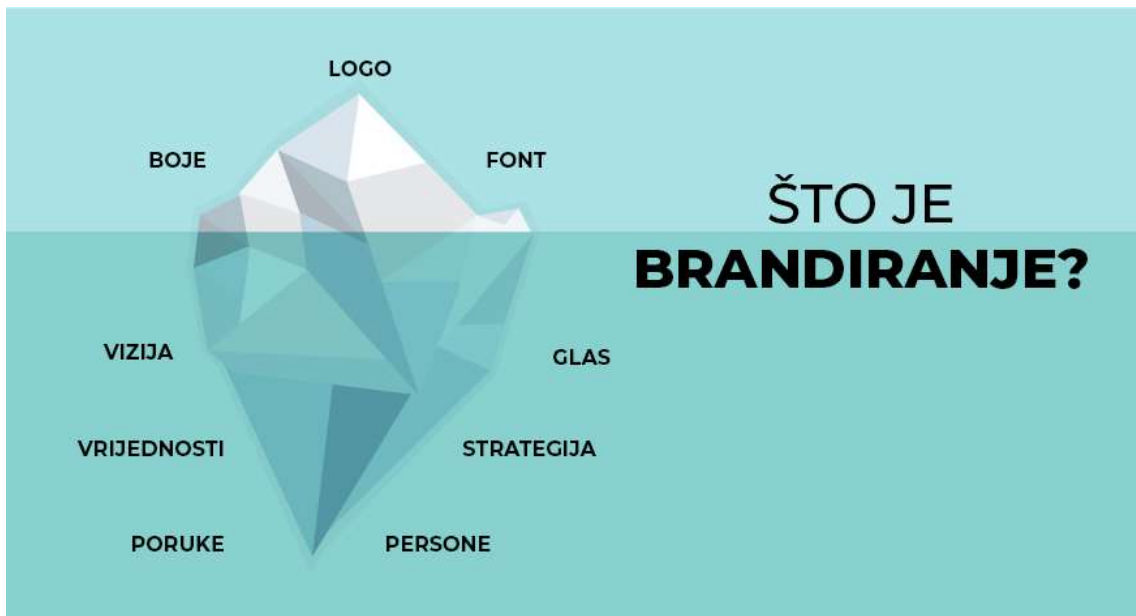 LOGO
BOJE
FONT
ŠTO JE
BRANDIRANJE?
VIZIJA
GLAS
VRIJEDNOSTI
STRATEGIJA
PORUKE
PERSONE